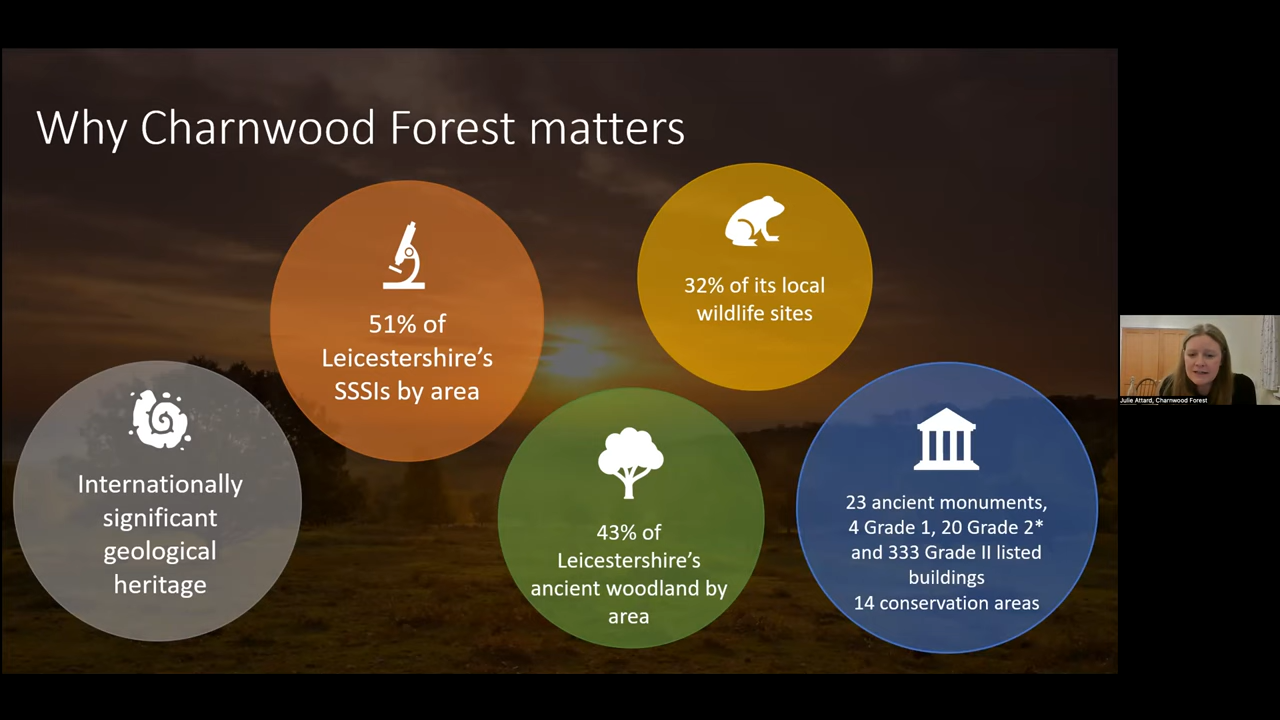 Why Charnwood Forest matters
51% of
Leicestershire's
SSSIs by area
32% of its local
wildlife sites
Internationally
significant
geological
heritage
43% of
Leicestershire's
ancient woodland by
area
23 ancient monuments,
4 Grade 1, 20 Grade 2*
and 333 Grade II listed
buildings
14 conservation areas
Julie Attard, Charnwood Forest